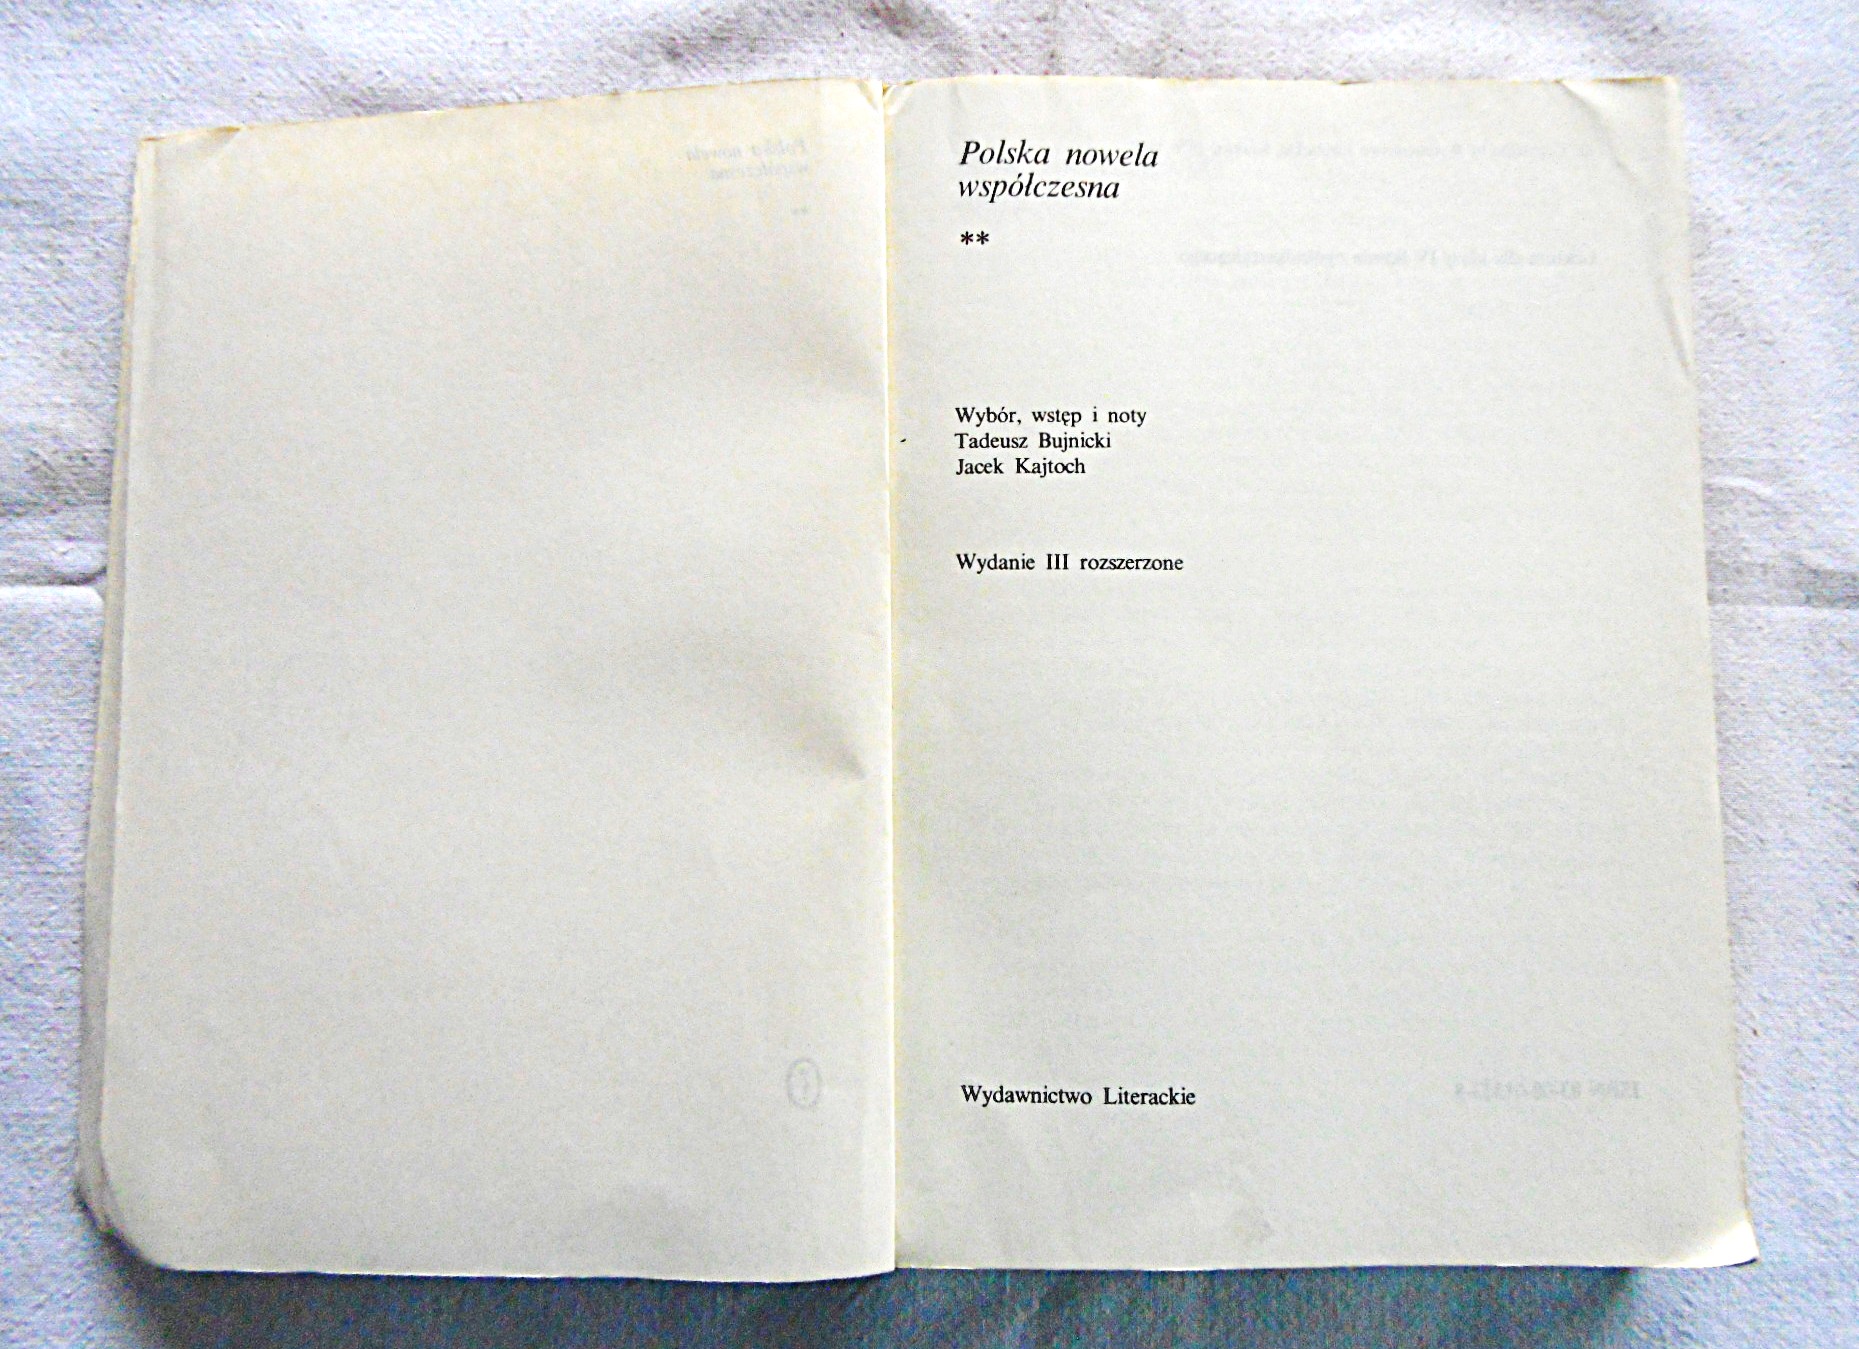 Polska nowela
współczesna
**
Wybór, wstęp i noty
Tadeusz Bujnicki
Jacek Kajtoch
Wydanie III rozszerzone
Wydawnictwo Literackie